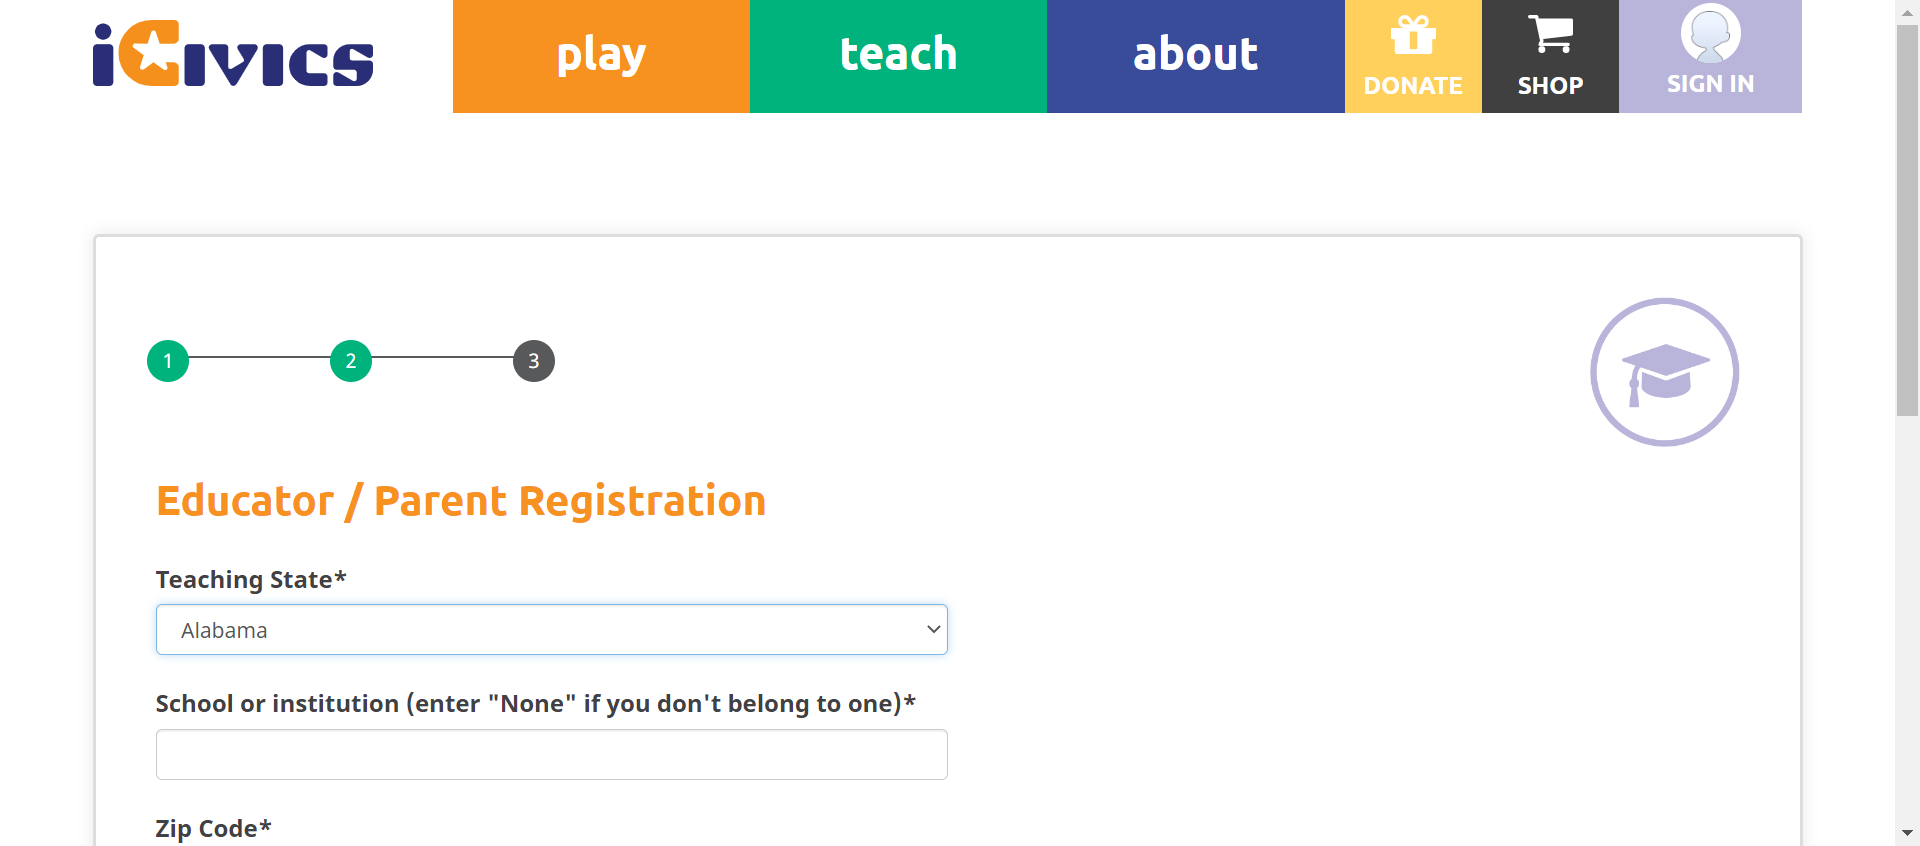 iCivics
play
teach
about
DONATE
SHOP
SIGN IN
1
2
3
Educator / Parent Registration
Teaching State*
Alabama
School or institution (enter "None" if you don't belong to one)*
Zip Code*